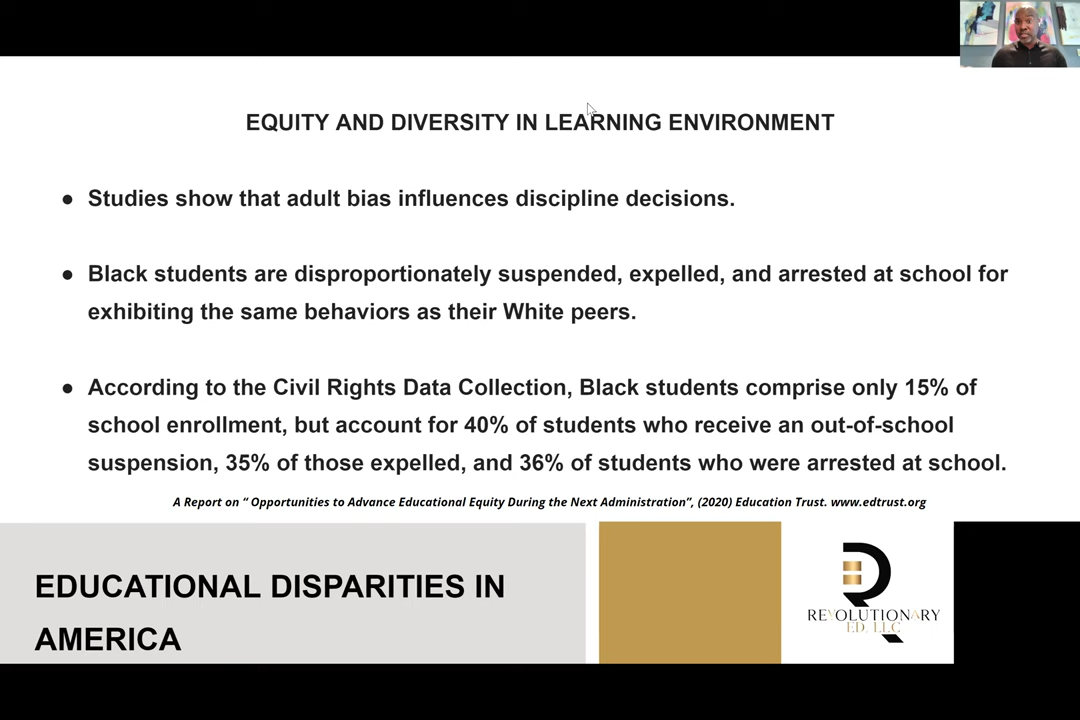 EQUITY AND DIVERSITY IN LEARNING ENVIRONMENT
● Studies show that adult bias influences discipline decisions.
● Black students are disproportionately suspended, expelled, and arrested at school for
exhibiting the same behaviors as their White peers.
● According to the Civil Rights Data Collection, Black students comprise only 15% of
school enrollment, but account for 40% of students who receive an out-of-school
suspension, 35% of those expelled, and 36% of students who were arrested at school.
A Report on “ Opportunities to Advance Educational Equity During the Next Administration”, (2020) Education Trust. www.edtrust.org
EDUCATIONAL DISPARITIES IN
AMERICA
REVOLUTIONARY
ED, LLC